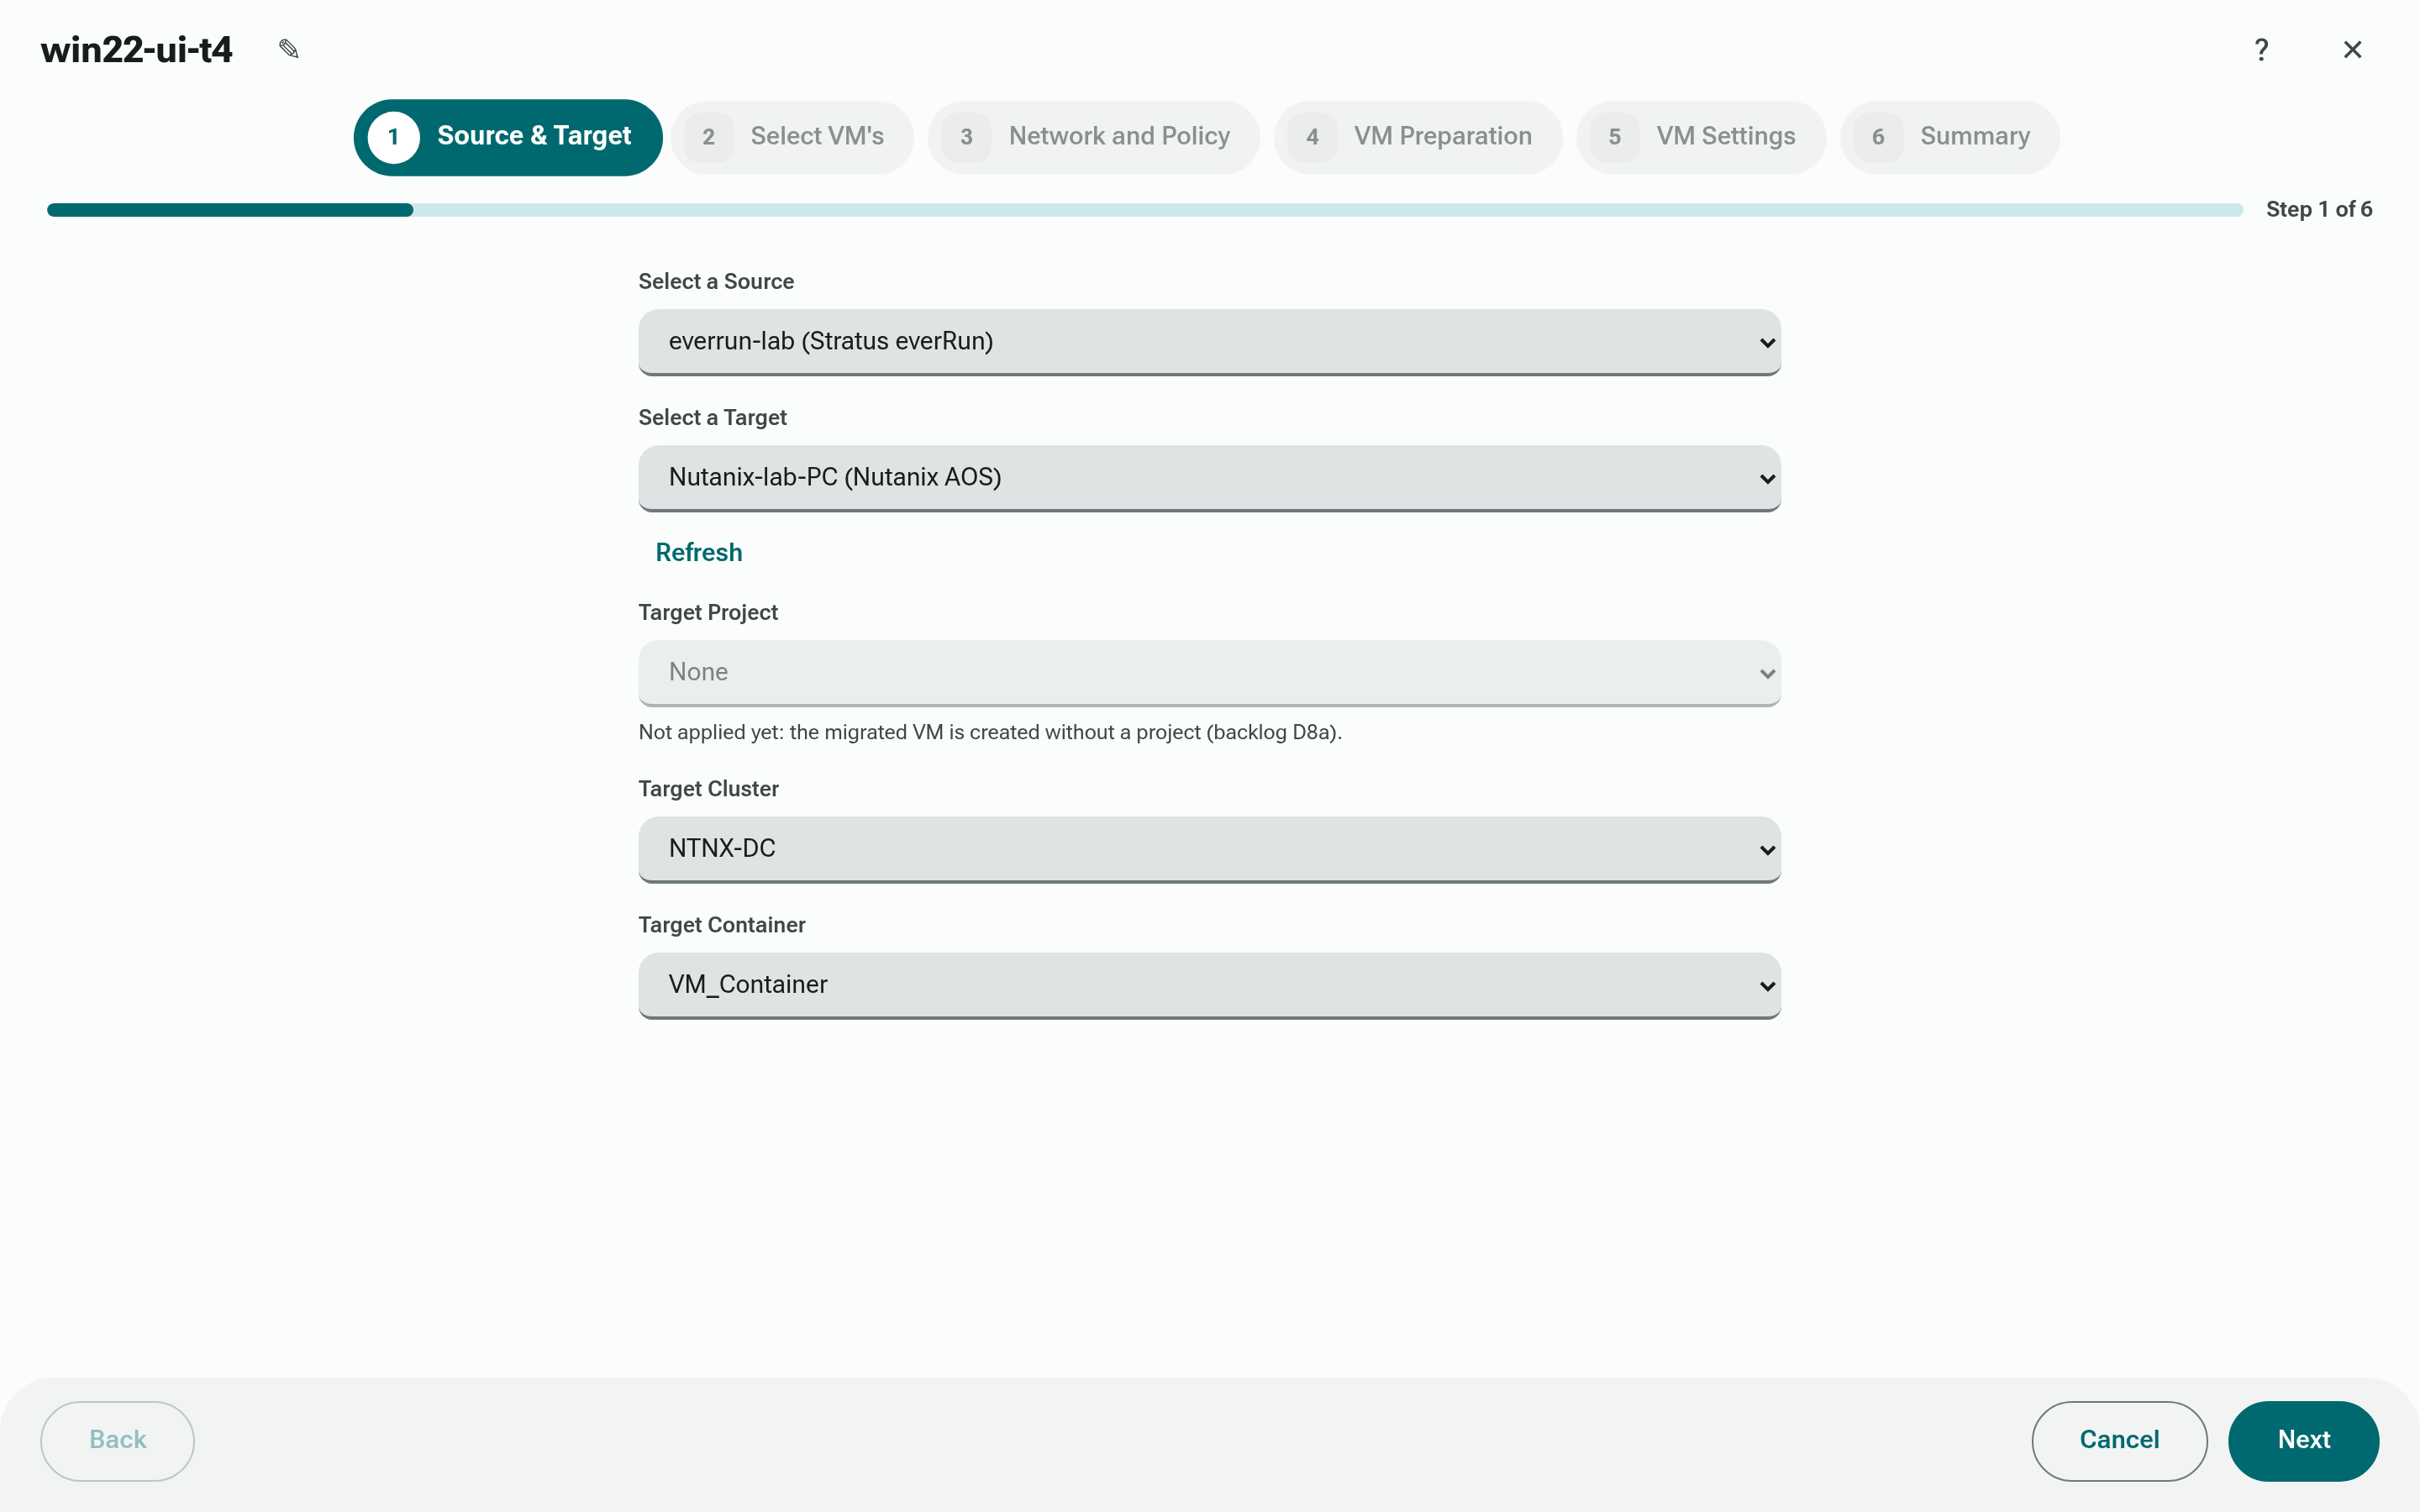 win22-ui-t4
✎
?
✕
1 Source & Target
2 Select VM's
3 Network and Policy
4 VM Preparation
5 VM Settings
6 Summary
Step 1 of 6
Select a Source
everrun-lab (Stratus everRun)
Select a Target
Nutanix-lab-PC (Nutanix AOS)
Refresh
Target Project
None
Not applied yet: the migrated VM is created without a project (backlog D8a).
Target Cluster
NTNX-DC
Target Container
VM_Container
Back
Cancel
Next